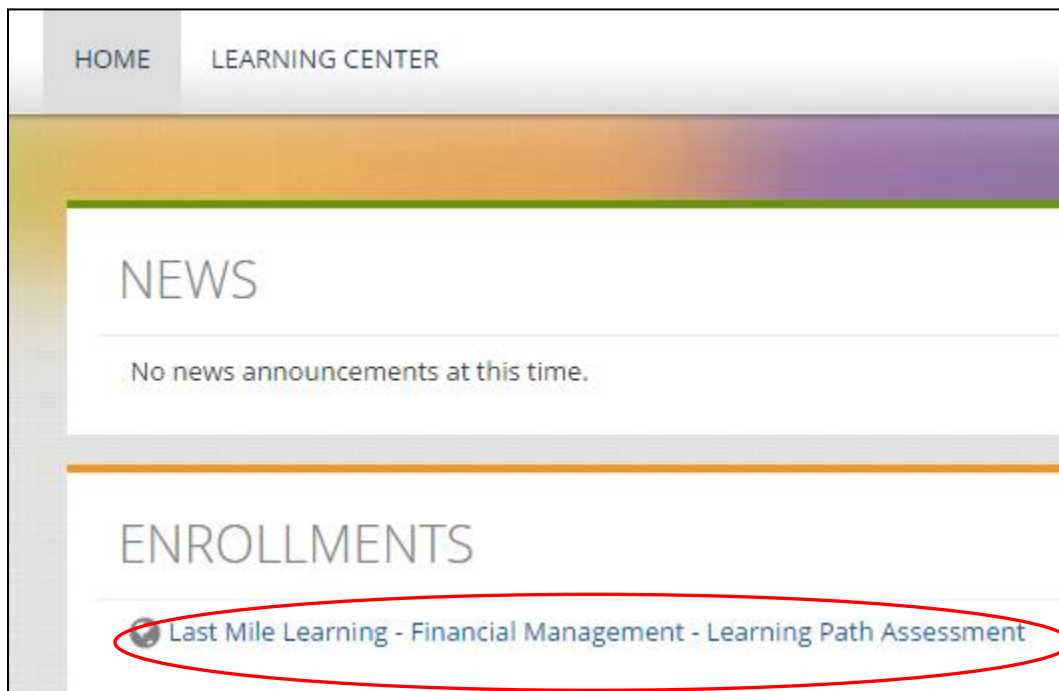 HOME LEARNING CENTER
NEWS
No news announcements at this time.
ENROLLMENTS
Last Mile Learning - Financial Management - Learning Path Assessment